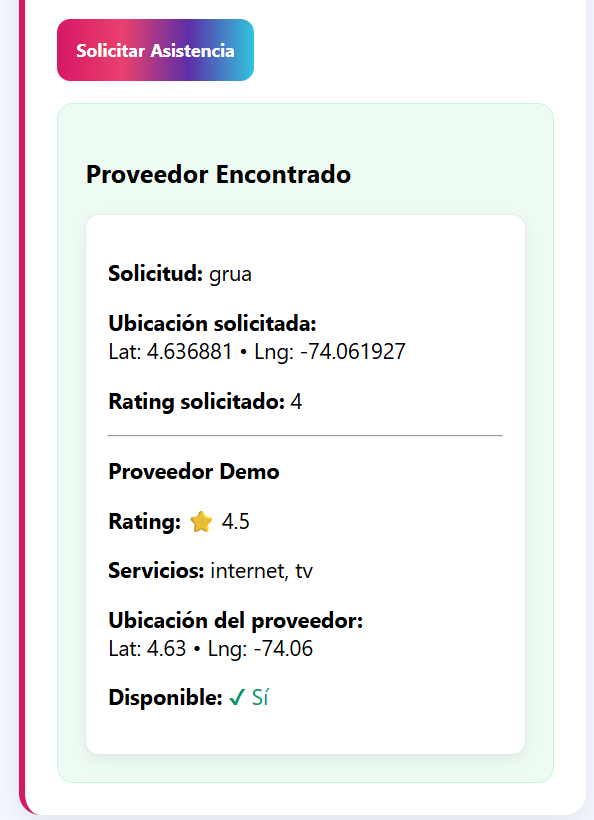 Solicitar Asistencia
Proveedor Encontrado
Solicitud: grua
Ubicación solicitada:
Lat: 4.636881 • Lng: -74.061927
Rating solicitado: 4
Proveedor Demo
Rating: ⭐ 4.5
Servicios: internet, tv
Ubicación del proveedor:
Lat: 4.63 • Lng: -74.06
Disponible: ✓ Sí